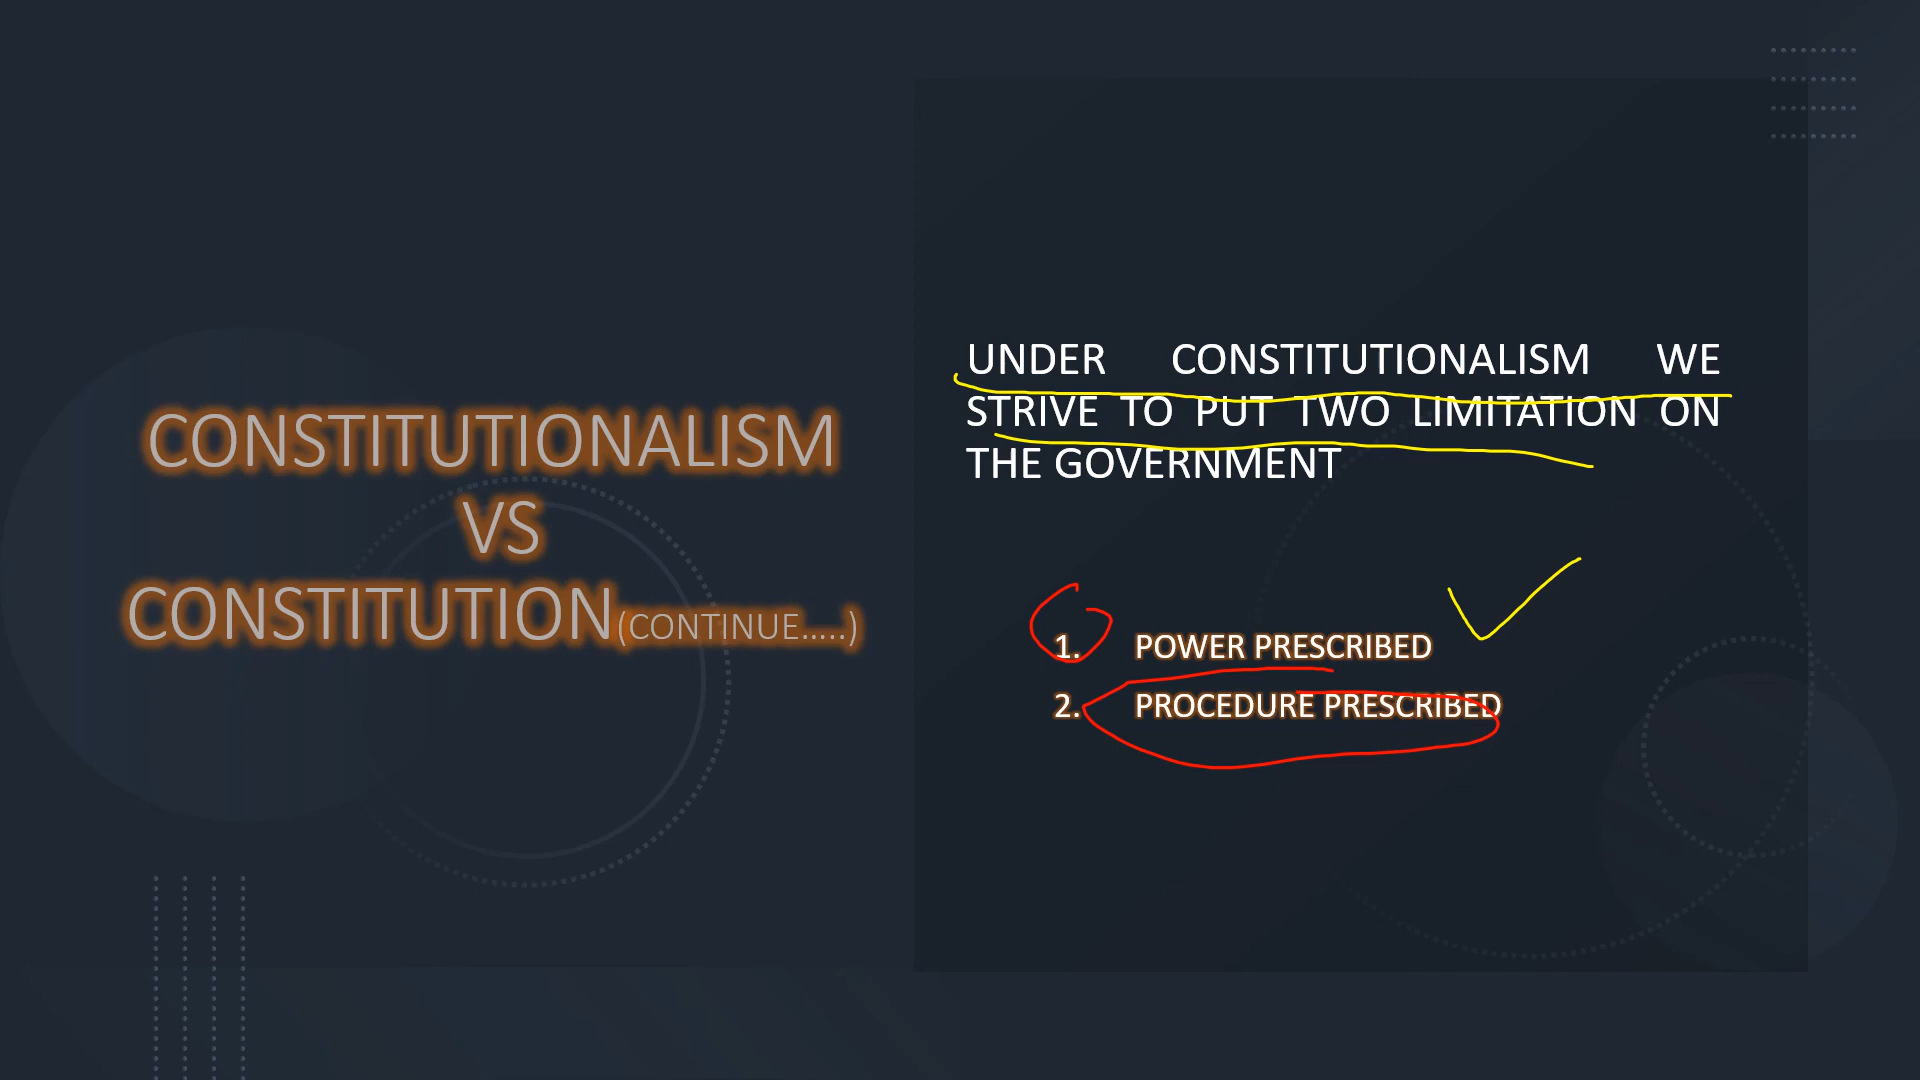 CONSTITUTIONALISM
VS
CONSTITUTION(CONTINUE.....)
UNDER CONSTITUTIONALISM WE
STRIVE TO PUT TWO LIMITATION ON
THE GOVERNMENT
1. POWER PRESCRIBED
2. PROCEDURE PRESCRIBED